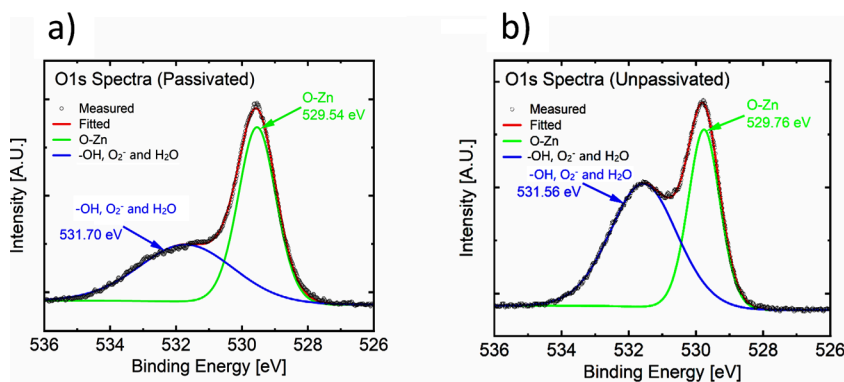 a)
O1s Spectra (Passivated)
Measured
Fitted
O-Zn
-OH, O₂⁻ and H₂O
O-Zn
529.54 eV
-OH, O₂⁻ and H₂O
531.70 eV
Intensity [A.U.]
536 534 532 530 528 526
Binding Energy [eV]
b)
O1s Spectra (Unpassivated)
Measured
Fitted
O-Zn
-OH, O₂⁻ and H₂O
O-Zn
529.76 eV
-OH, O₂⁻ and H₂O
531.56 eV
Intensity [A.U.]
536 534 532 530 528 526
Binding Energy [eV]